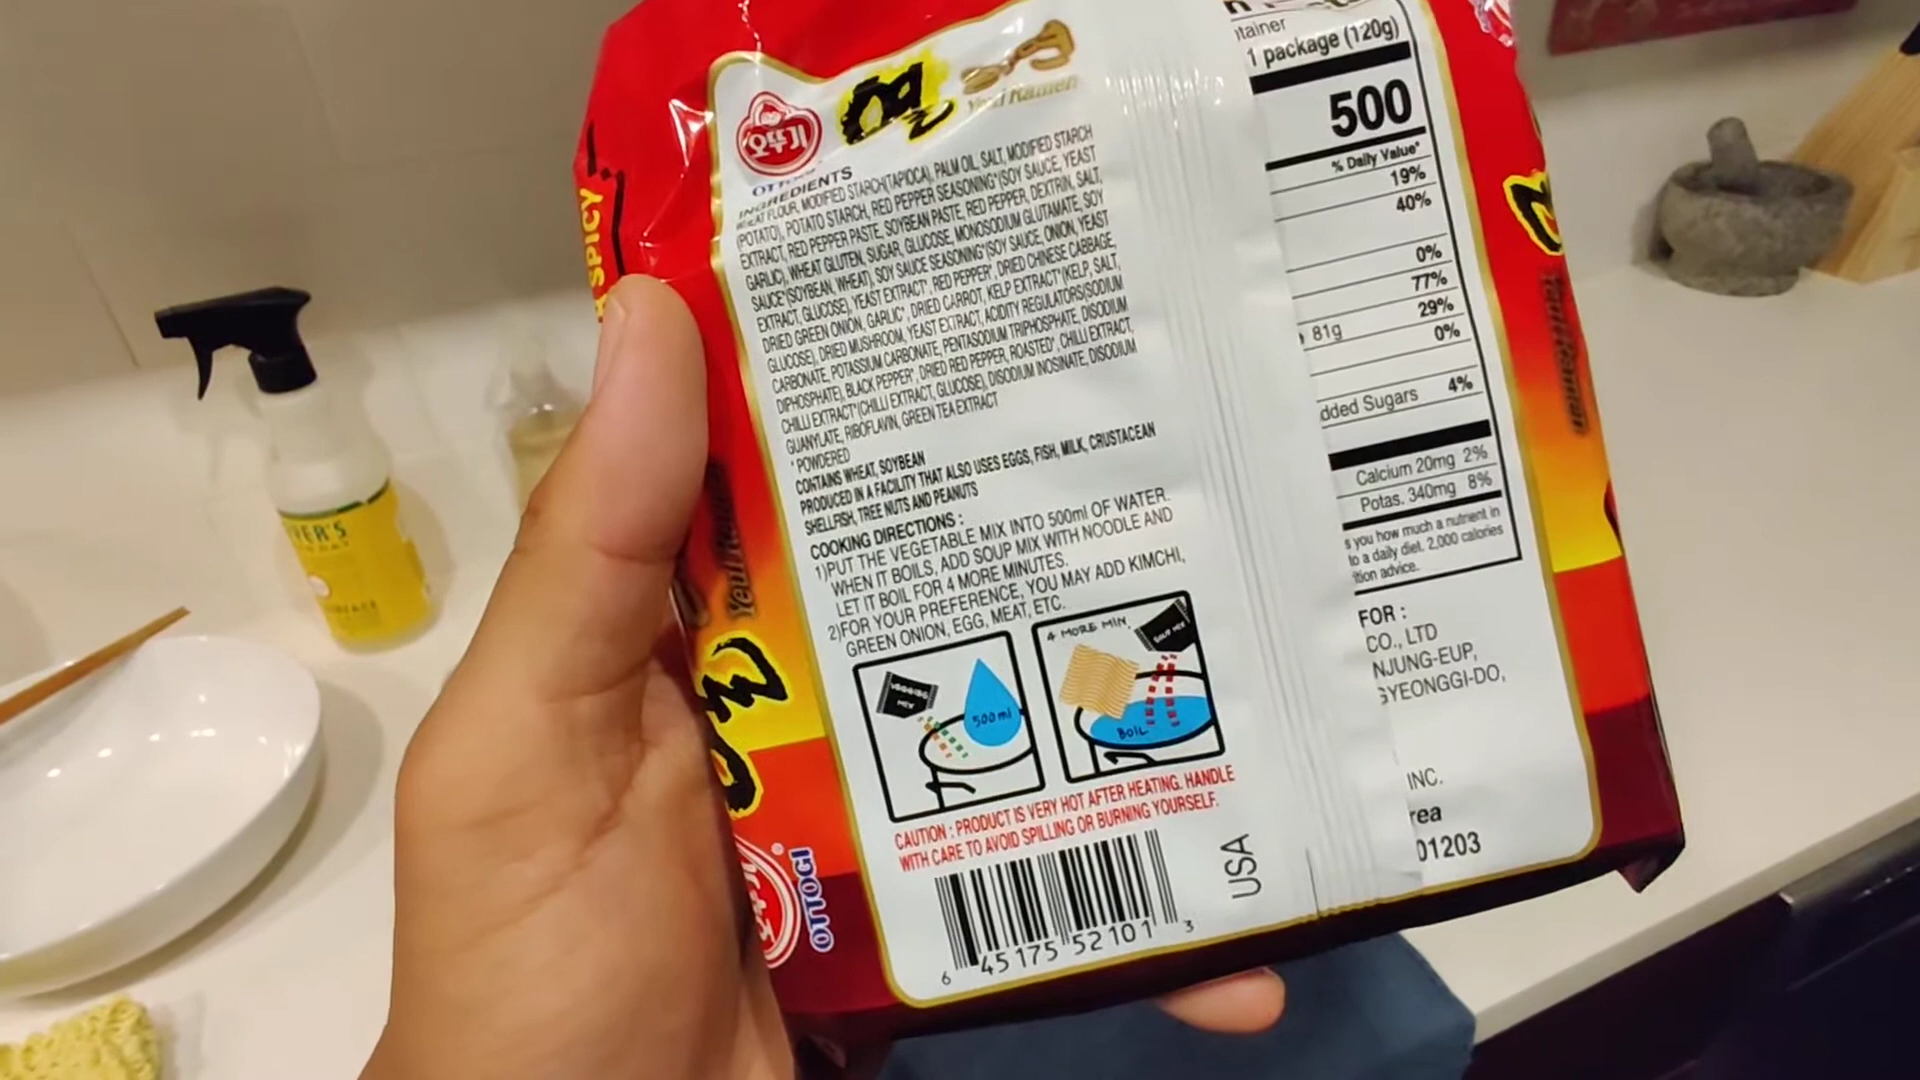 오뚜기
열
Yeul Ramen
INGREDIENTS
WHEAT FLOUR, MODIFIED STARCH(TAPIOCA), PALM OIL, SALT, MODIFIED STARCH
(POTATO), POTATO STARCH, RED PEPPER SEASONING*(SOY SAUCE, YEAST
EXTRACT, RED PEPPER PASTE, SOYBEAN PASTE, RED PEPPER, DEXTRIN, SALT,
GARLIC), WHEAT GLUTEN, SUGAR, GLUCOSE, MONOSODIUM GLUTAMATE, SOY
SAUCE*(SOYBEAN, WHEAT), SOY SAUCE SEASONING*(SOY SAUCE, ONION, YEAST
EXTRACT, GLUCOSE), YEAST EXTRACT*, RED PEPPER*, DRIED CHINESE CABBAGE,
DRIED GREEN ONION, GARLIC*, DRIED CARROT, KELP EXTRACT*(KELP, SALT,
GLUCOSE), DRIED MUSHROOM, YEAST EXTRACT, ACIDITY REGULATORS(SODIUM
CARBONATE, POTASSIUM CARBONATE, PENTASODIUM TRIPHOSPHATE, DISODIUM
DIPHOSPHATE), BLACK PEPPER*, DRIED RED PEPPER, ROASTED*, CHILLI EXTRACT,
CHILLI EXTRACT*(CHILLI EXTRACT, GLUCOSE), DISODIUM INOSINATE, DISODIUM
GUANYLATE, RIBOFLAVIN, GREEN TEA EXTRACT
* POWDERED
CONTAINS WHEAT, SOYBEAN
PRODUCED IN A FACILITY THAT ALSO USES EGGS, FISH, MILK, CRUSTACEAN
SHELLFISH, TREE NUTS AND PEANUTS
COOKING DIRECTIONS :
1)PUT THE VEGETABLE MIX INTO 500ml OF WATER.
WHEN IT BOILS, ADD SOUP MIX WITH NOODLE AND
LET IT BOIL FOR 4 MORE MINUTES.
2)FOR YOUR PREFERENCE, YOU MAY ADD KIMCHI,
GREEN ONION, EGG, MEAT, ETC.
MIX
500ml
4 MORE MIN.
SOUP MIX
BOIL
CAUTION : PRODUCT IS VERY HOT AFTER HEATING. HANDLE
WITH CARE TO AVOID SPILLING OR BURNING YOURSELF.
6 45175 52101 3
USA
tainer
1 package (120g)
500
% Daily Value*
19%
40%
0%
77%
81g 29%
0%
dded Sugars 4%
Calcium 20mg 2%
Potas. 340mg 8%
s you how much a nutrient in
to a daily diet. 2,000 calories
ition advice.
FOR :
CO., LTD
NJUNG-EUP,
GYEONGGI-DO,
INC.
rea
01203
SPICY
Yeul Ramen
열
오뚜기
OTTOGI
YER'S
DAY